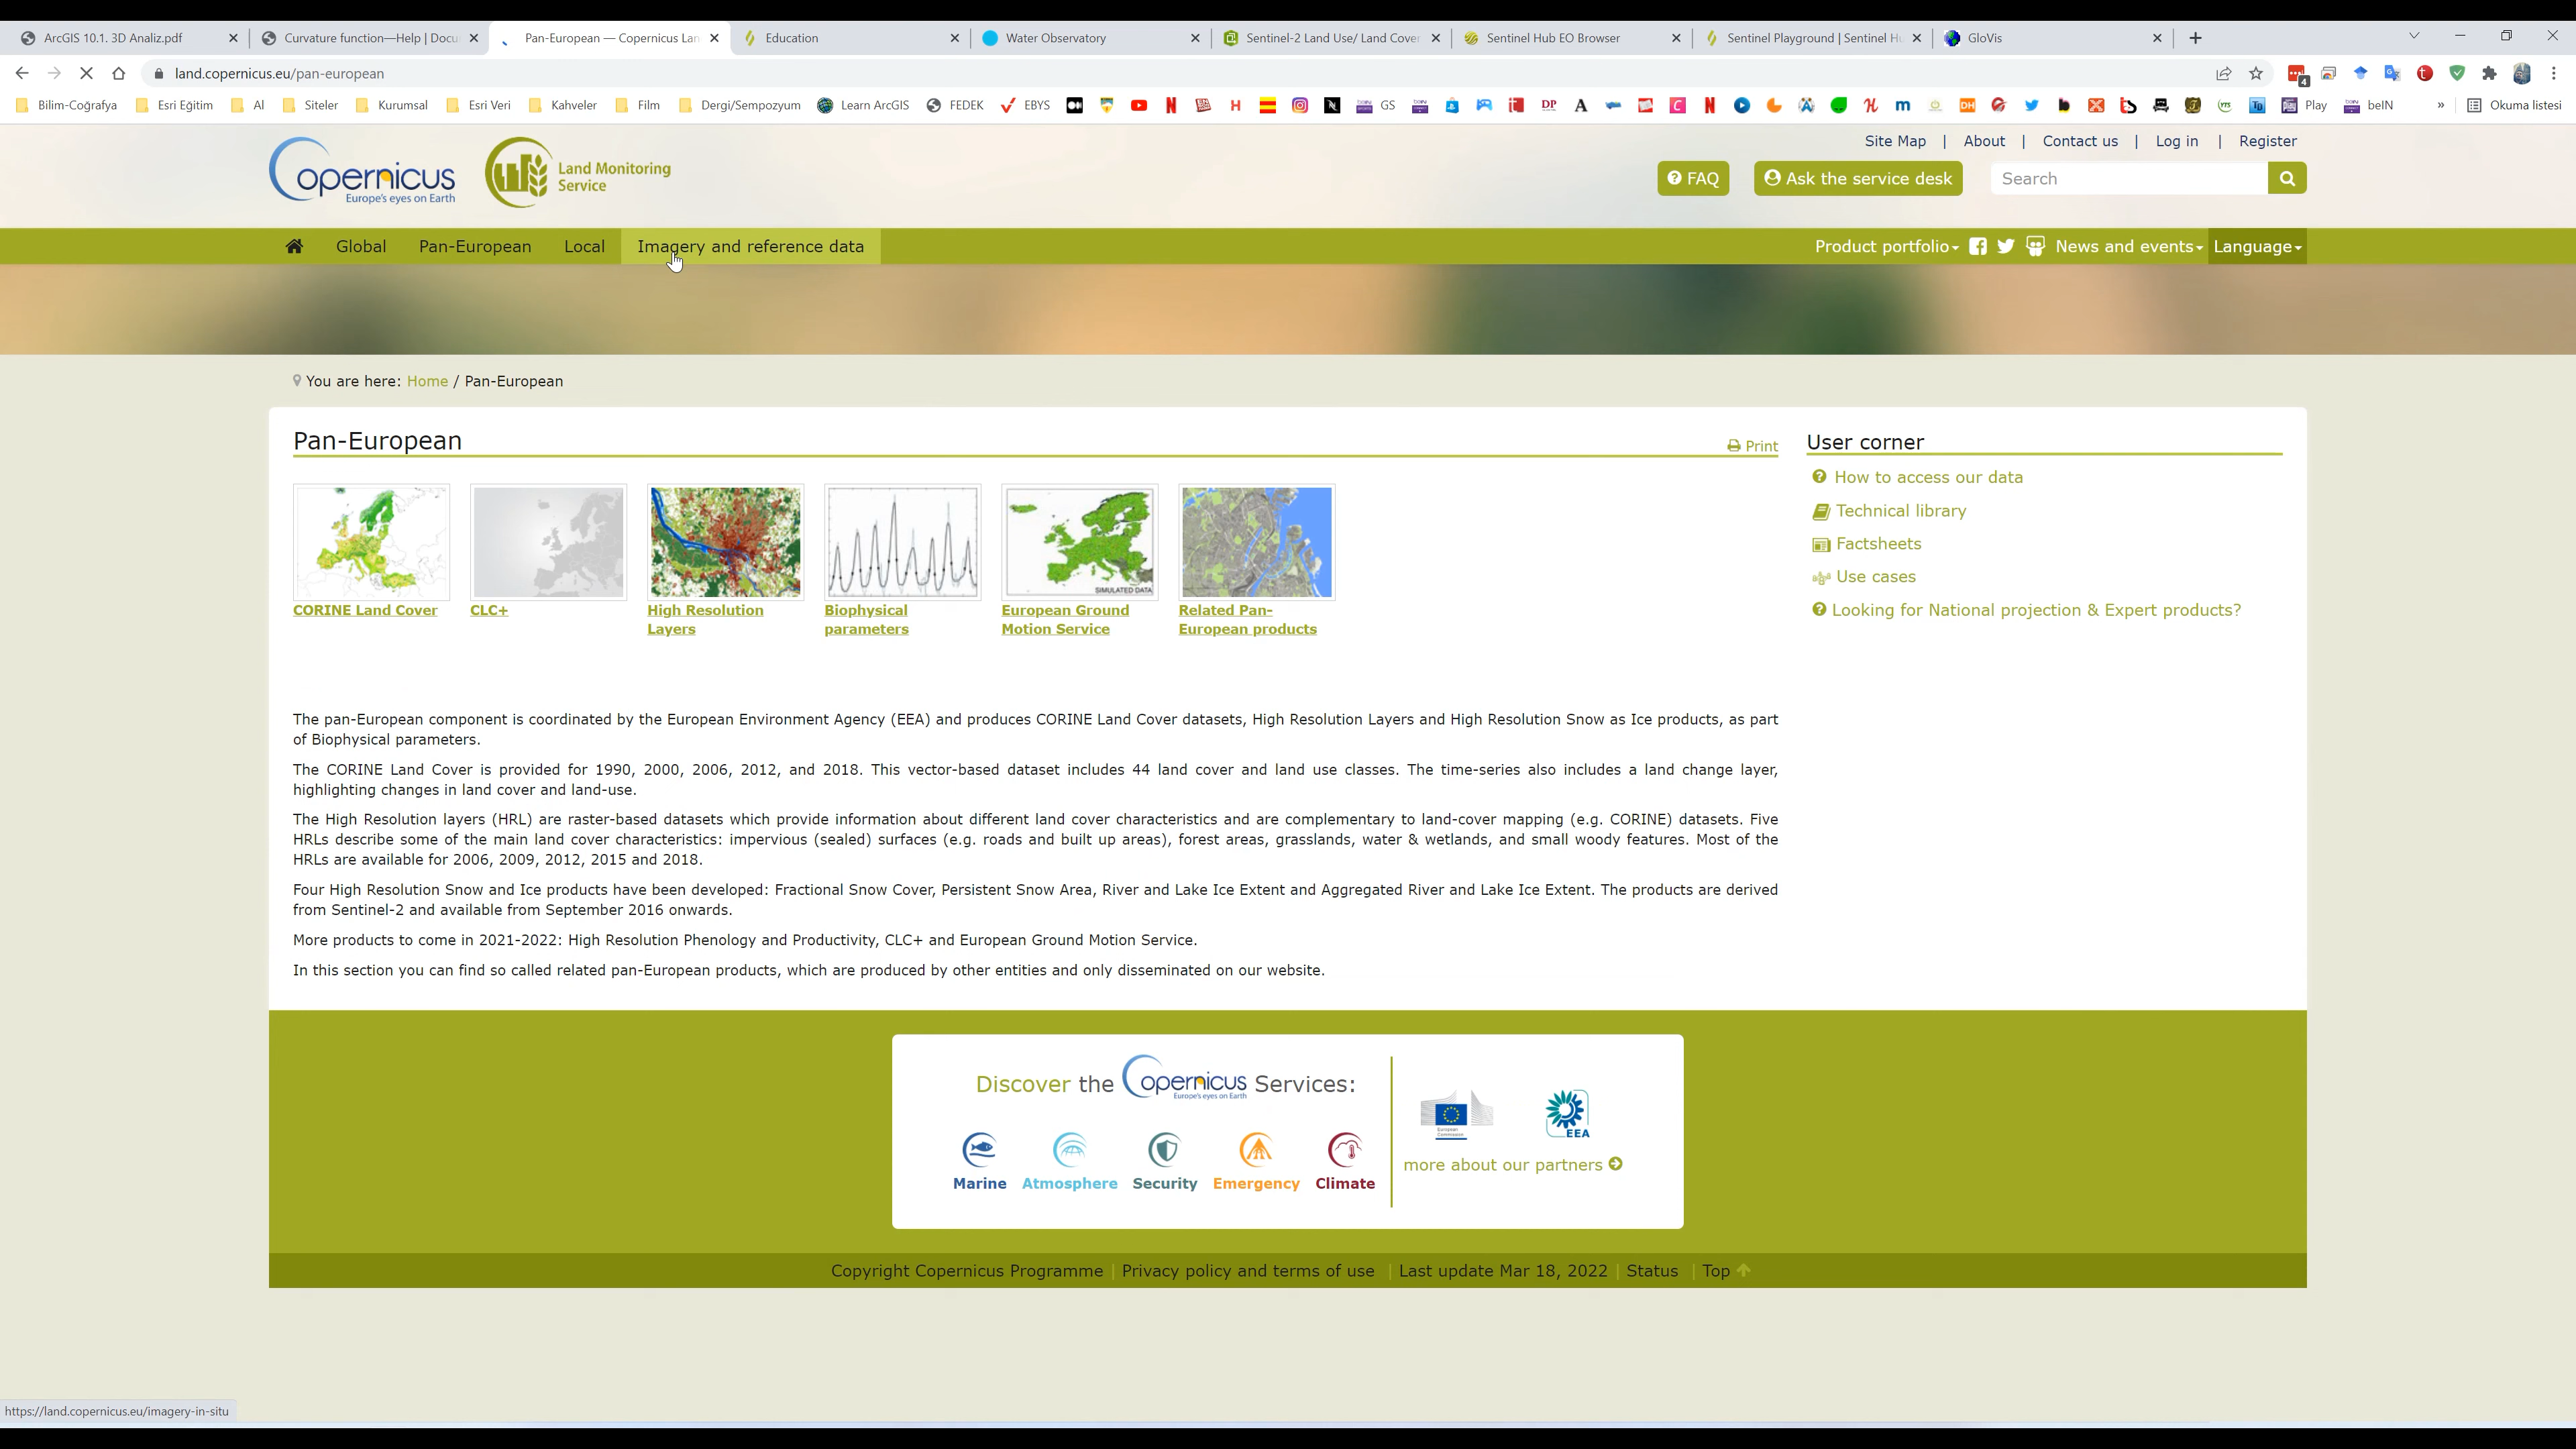 ArcGIS 10.1. 3D Analiz.pdf
Curvature function—Help | Docu
Pan-European — Copernicus Lan
Education
Water Observatory
Sentinel-2 Land Use/ Land Cover
Sentinel Hub EO Browser
Sentinel Playground | Sentinel Hu
GloVis
land.copernicus.eu/pan-european
4
Bilim-Coğrafya
Esri Eğitim
AI
Siteler
Kurumsal
Esri Veri
Kahveler
Film
Dergi/Sempozyum
Learn ArcGIS
FEDEK
EBYS
GS
Play
beIN
»
Okuma listesi
Site Map | About | Contact us | Log in | Register
opernicus
Europe's eyes on Earth
Land Monitoring
Service
FAQ
Ask the service desk
Search
Global
Pan-European
Local
Imagery and reference data
Product portfolio
News and events
Language
You are here: Home / Pan-European
Pan-European
Print
SIMULATED DATA
CORINE Land Cover
CLC+
High Resolution
Layers
Biophysical
parameters
European Ground
Motion Service
Related Pan-
European products
User corner
How to access our data
Technical library
Factsheets
Use cases
Looking for National projection & Expert products?
The pan-European component is coordinated by the European Environment Agency (EEA) and produces CORINE Land Cover datasets, High Resolution Layers and High Resolution Snow as Ice products, as part
of Biophysical parameters.
The CORINE Land Cover is provided for 1990, 2000, 2006, 2012, and 2018. This vector-based dataset includes 44 land cover and land use classes. The time-series also includes a land change layer,
highlighting changes in land cover and land-use.
The High Resolution layers (HRL) are raster-based datasets which provide information about different land cover characteristics and are complementary to land-cover mapping (e.g. CORINE) datasets. Five
HRLs describe some of the main land cover characteristics: impervious (sealed) surfaces (e.g. roads and built up areas), forest areas, grasslands, water & wetlands, and small woody features. Most of the
HRLs are available for 2006, 2009, 2012, 2015 and 2018.
Four High Resolution Snow and Ice products have been developed: Fractional Snow Cover, Persistent Snow Area, River and Lake Ice Extent and Aggregated River and Lake Ice Extent. The products are derived
from Sentinel-2 and available from September 2016 onwards.
More products to come in 2021-2022: High Resolution Phenology and Productivity, CLC+ and European Ground Motion Service.
In this section you can find so called related pan-European products, which are produced by other entities and only disseminated on our website.
Discover the opernicus Services:
Europe's eyes on Earth
Marine
Atmosphere
Security
Emergency
Climate
European
Commission
EEA
more about our partners
Copyright Copernicus Programme | Privacy policy and terms of use | Last update Mar 18, 2022 | Status | Top
https://land.copernicus.eu/imagery-in-situ